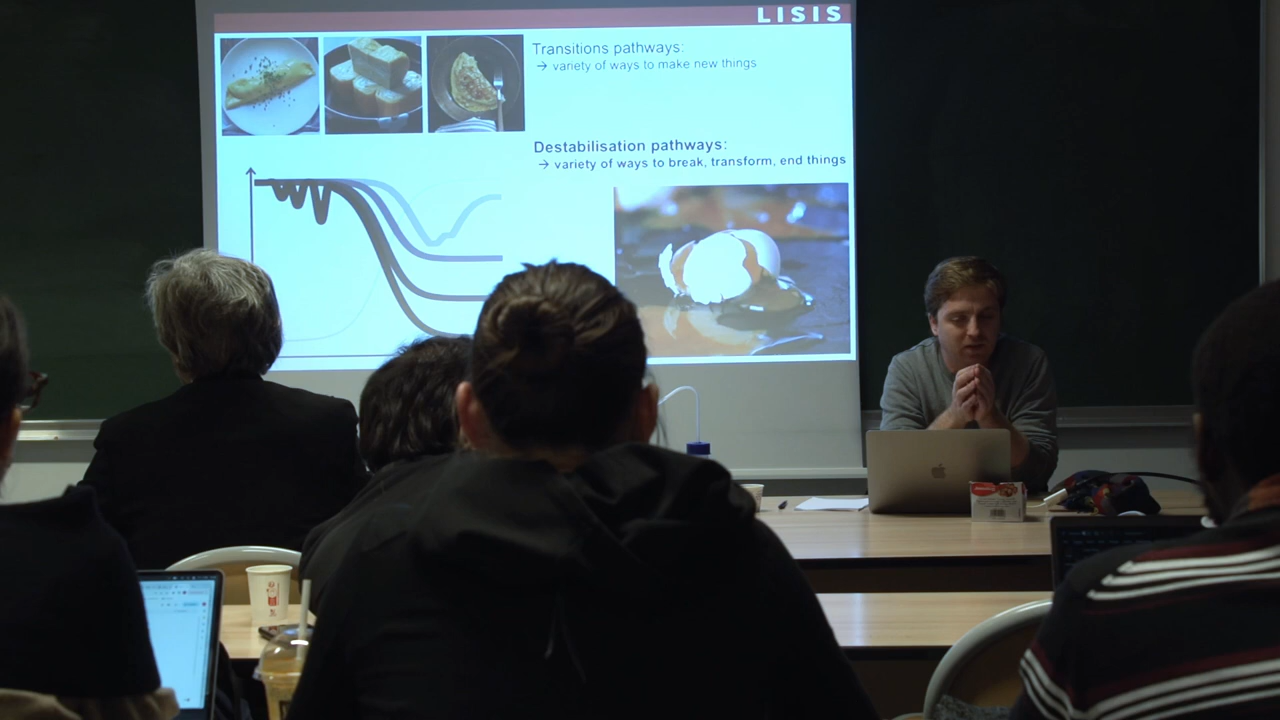 LISIS
Transitions pathways:
→ variety of ways to make new things
Destabilisation pathways:
→ variety of ways to break, transform, end things